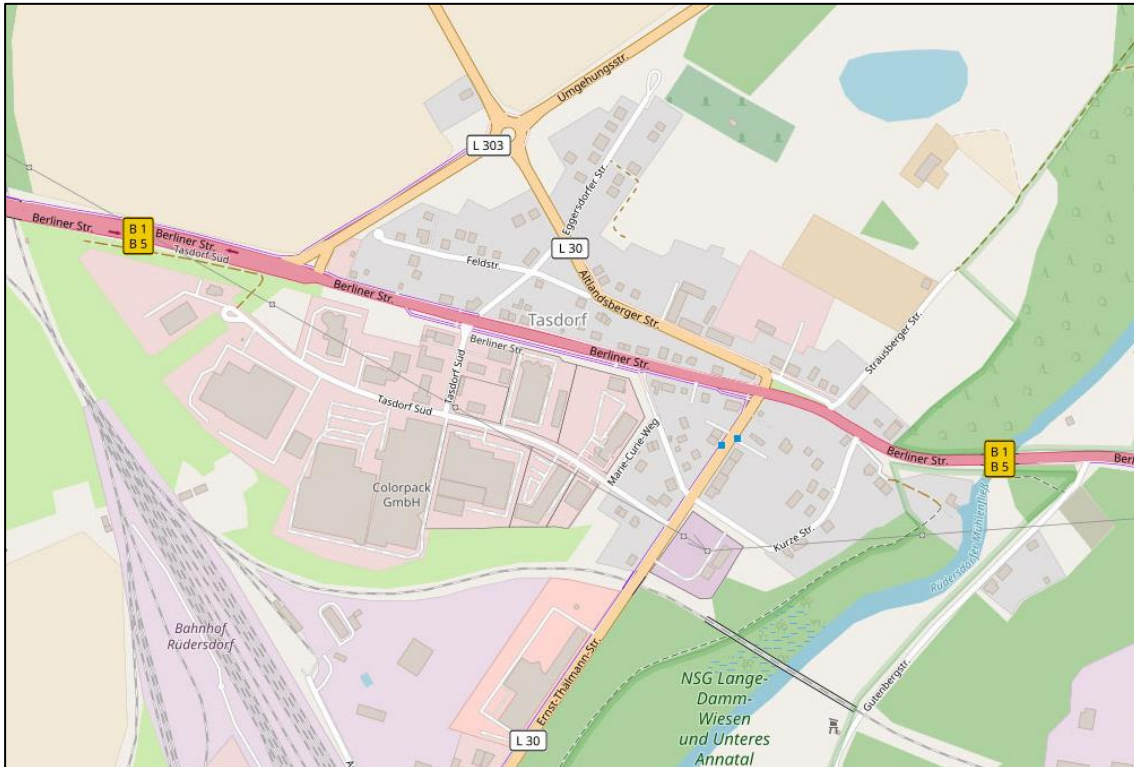 Umgehungsstr.
L 303
Eggersdorfer Str.
Berliner Str.
B 1
B 5
Berliner Str.
Tasdorf Süd
L 30
Feldstr.
Altlandsberger Str.
Berliner Str.
Tasdorf
Strausberger Str.
Berliner Str.
Berliner Str.
Tasdorf Süd
Tasdorf Süd
Marie-Curie-Weg
Berliner Str.
B 1
B 5
Colorpack
GmbH
Kurze Str.
Rüdersdorfer Mühlenfließ
Bahnhof
Rüdersdorf
Ernst-Thälmann-Str.
Gutenbergstr.
NSG Lange-
Damm-
Wiesen
und Unteres
Annatal
L 30